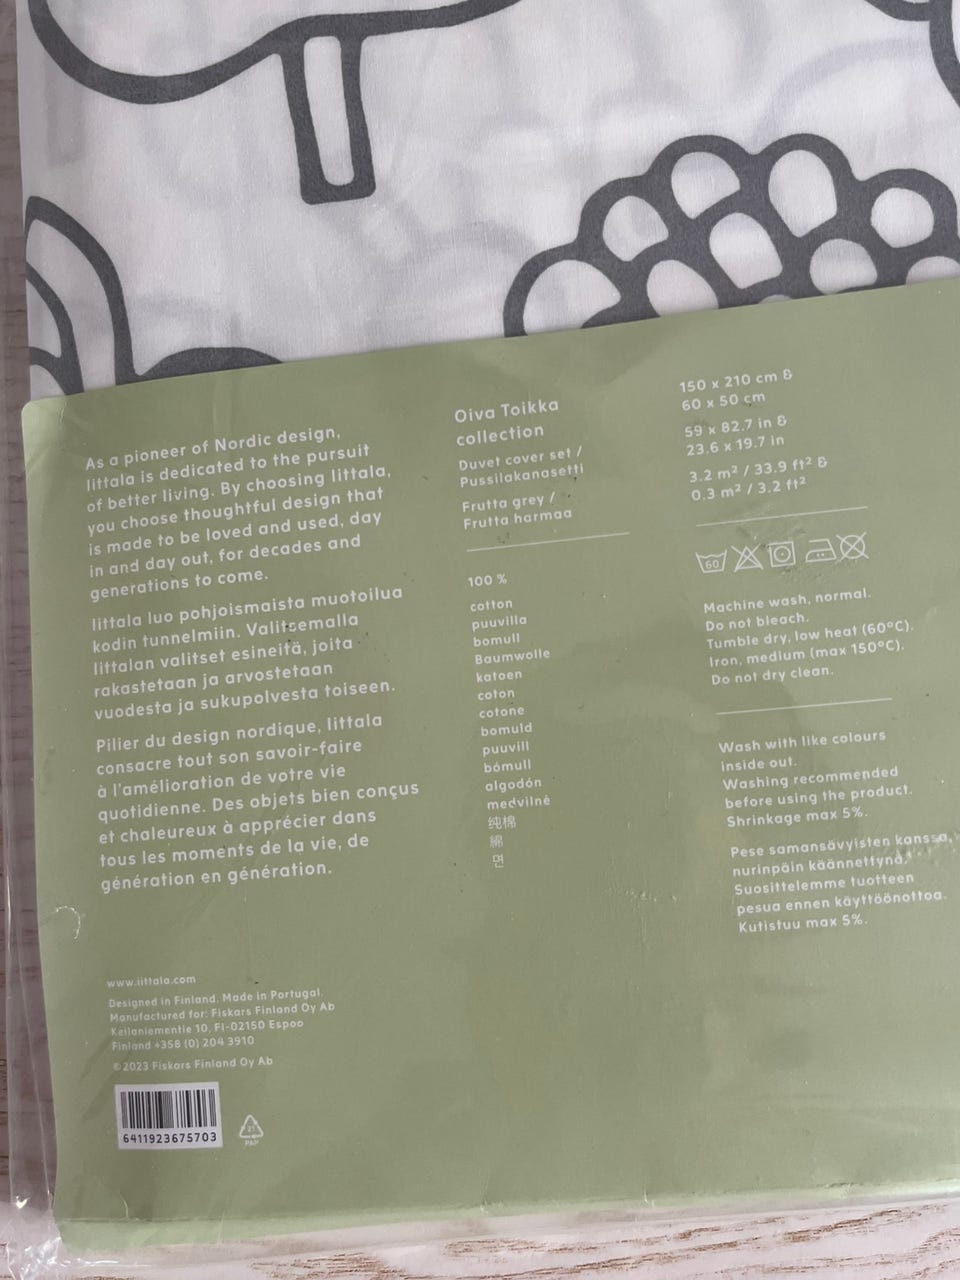 As a pioneer of Nordic design,
Iittala is dedicated to the pursuit
of better living. By choosing Iittala,
you choose thoughtful design that
is made to be loved and used, day
in and day out, for decades and
generations to come.
Iittala luo pohjoismaista muotoilua
kodin tunnelmiin. Valitsemalla
Iittalan valitset esineitä, joita
rakastetaan ja arvostetaan
vuodesta ja sukupolvesta toiseen.
Pilier du design nordique, Iittala
consacre tout son savoir-faire
à l'amélioration de votre vie
quotidienne. Des objets bien conçus
et chaleureux à apprécier dans
tous les moments de la vie, de
génération en génération.
www.iittala.com
Designed in Finland. Made in Portugal.
Manufactured for: Fiskars Finland Oy Ab
Keilaniementie 10, FI-02150 Espoo
Finland +358 (0) 204 3910
©2023 Fiskars Finland Oy Ab
6411923675703
21
PAP
Oiva Toikka
collection
Duvet cover set /
Pussilakanasetti
Frutta grey /
Frutta harmaa
100 %
cotton
puuvilla
bomull
Baumwolle
katoen
coton
cotone
bomuld
puuvill
bómull
algodón
medvilnė
纯棉
綿
면
150 x 210 cm &
60 x 50 cm
59 x 82.7 in &
23.6 x 19.7 in
3.2 m² / 33.9 ft² &
0.3 m² / 3.2 ft²
60
Machine wash, normal.
Do not bleach.
Tumble dry, low heat (60°C).
Iron, medium (max 150°C).
Do not dry clean.
Wash with like colours
inside out.
Washing recommended
before using the product.
Shrinkage max 5%.
Pese samansävyisten kanssa,
nurinpäin käännettynä.
Suosittelemme tuotteen
pesua ennen käyttöönottoa.
Kutistuu max 5%.